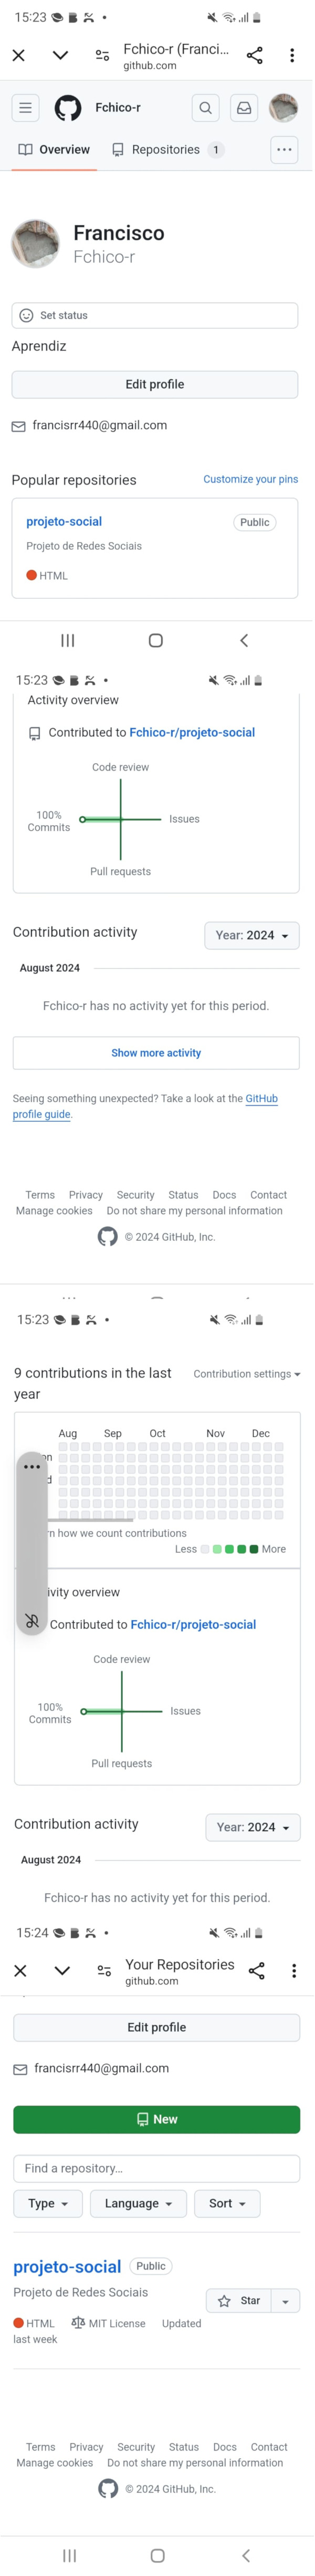 15:23
Fchico-r (Franci...
github.com
Fchico-r
Overview
Repositories 1
Francisco
Fchico-r
Set status
Aprendiz
Edit profile
francisrr440@gmail.com
Popular repositories
Customize your pins
projeto-social
Public
Projeto de Redes Sociais
HTML
15:23
Activity overview
Contributed to Fchico-r/projeto-social
Code review
100%
Commits
Issues
Pull requests
Contribution activity
Year: 2024
August 2024
Fchico-r has no activity yet for this period.
Show more activity
Seeing something unexpected? Take a look at the GitHub
profile guide.
Terms Privacy Security Status Docs Contact
Manage cookies Do not share my personal information
© 2024 GitHub, Inc.
15:23
9 contributions in the last
year
Contribution settings
Aug Sep Oct Nov Dec
n
d
rn how we count contributions
Less More
ivity overview
Contributed to Fchico-r/projeto-social
Code review
100%
Commits
Issues
Pull requests
Contribution activity
Year: 2024
August 2024
Fchico-r has no activity yet for this period.
15:24
Your Repositories
github.com
Edit profile
francisrr440@gmail.com
New
Find a repository...
Type Language Sort
projeto-social
Public
Projeto de Redes Sociais
Star
HTML MIT License Updated
last week
Terms Privacy Security Status Docs Contact
Manage cookies Do not share my personal information
© 2024 GitHub, Inc.